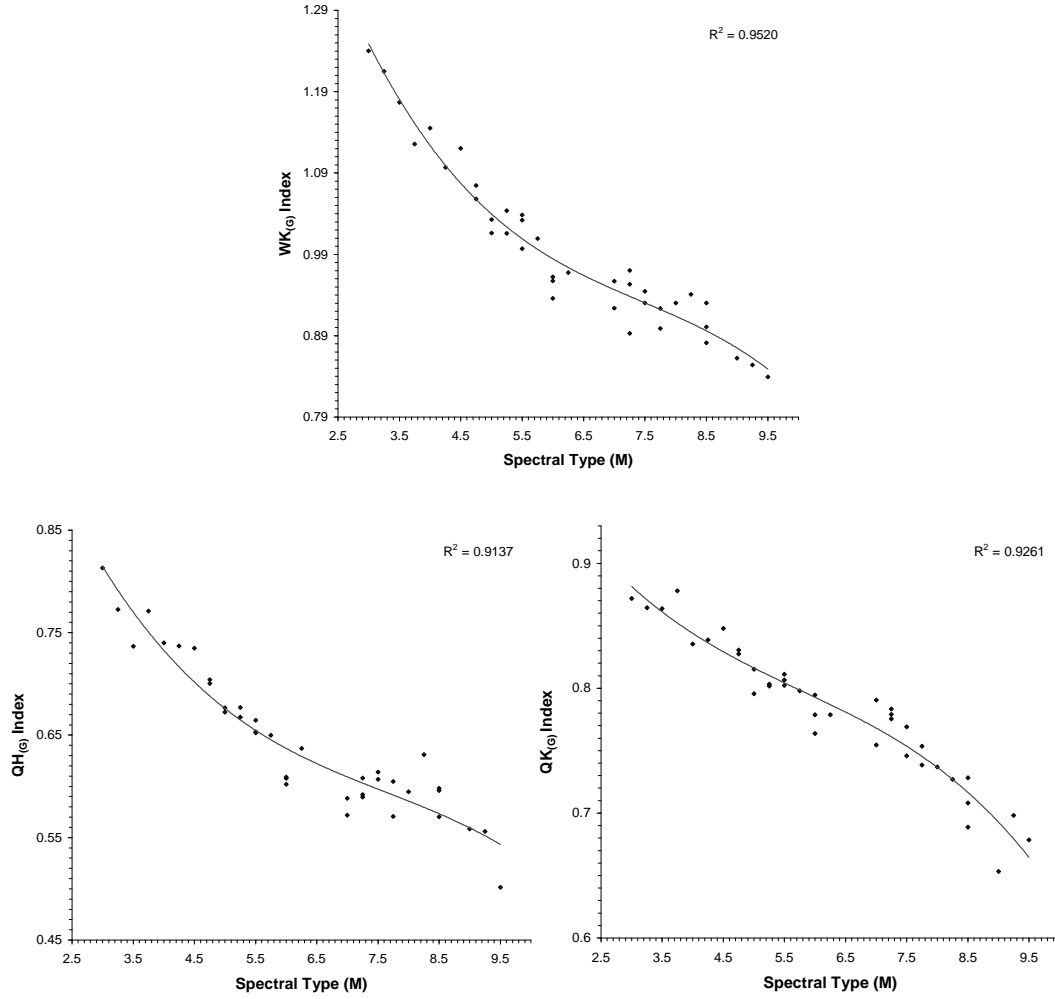 1.29
R² = 0.9520
1.19
1.09
0.99
0.89
0.79
WK(G) Index
2.5 3.5 4.5 5.5 6.5 7.5 8.5 9.5
Spectral Type (M)
0.85
R² = 0.9137
0.75
0.65
0.55
0.45
QH(G) Index
2.5 3.5 4.5 5.5 6.5 7.5 8.5 9.5
Spectral Type (M)
R² = 0.9261
0.9
0.8
0.7
0.6
QK(G) Index
2.5 3.5 4.5 5.5 6.5 7.5 8.5 9.5
Spectral Type (M)